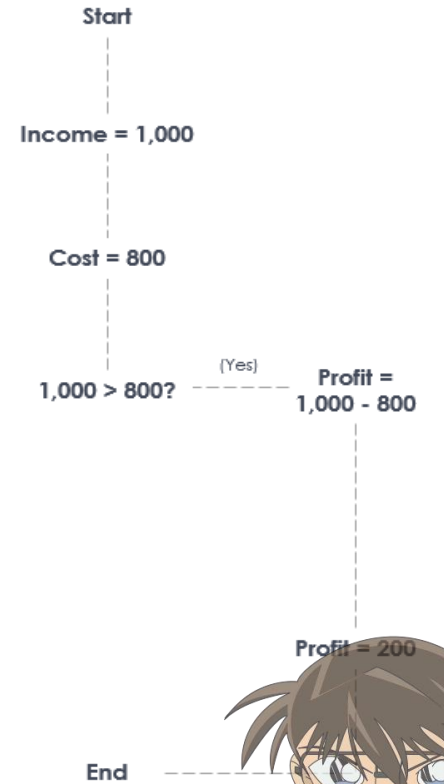 Start
Income = 1,000
Cost = 800
1,000 > 800?
(Yes)
Profit =
1,000 - 800
Profit = 200
End